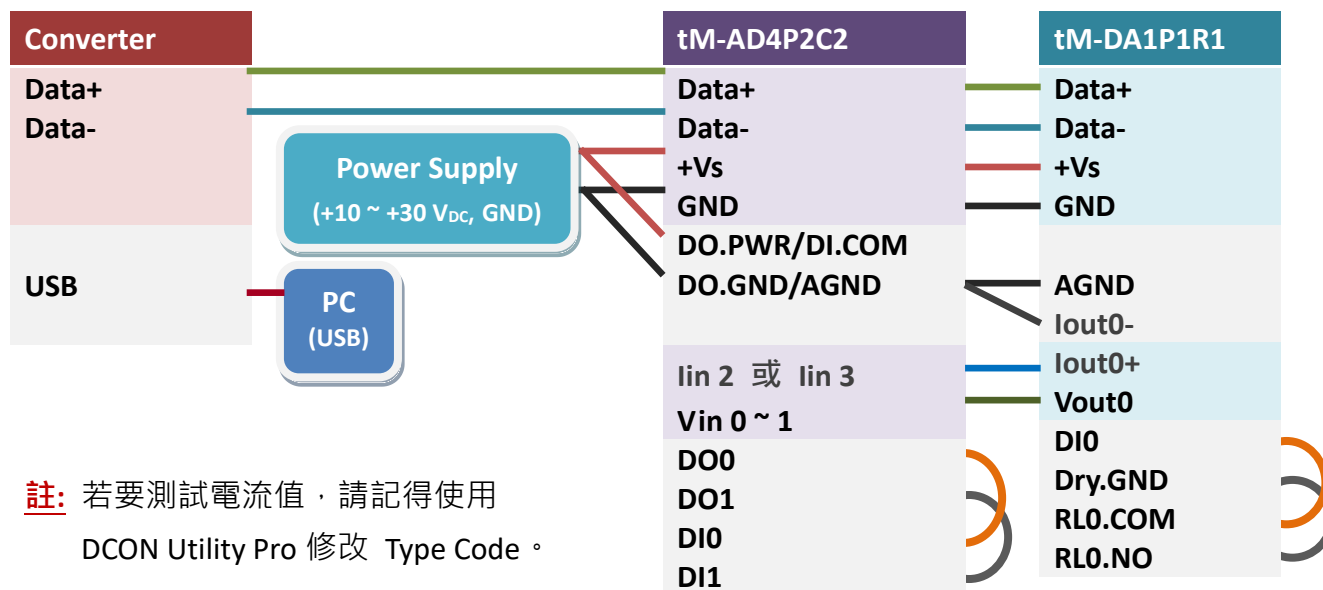 Converter
Data+
Data-
USB
Power Supply
(+10 ~ +30 VDC, GND)
PC
(USB)
tM-AD4P2C2
Data+
Data-
+Vs
GND
DO.PWR/DI.COM
DO.GND/AGND
Iin 2 或 Iin 3
Vin 0 ~ 1
DO0
DO1
DI0
DI1
tM-DA1P1R1
Data+
Data-
+Vs
GND
AGND
Iout0-
Iout0+
Vout0
DI0
Dry.GND
RL0.COM
RL0.NO
註: 若要測試電流值，請記得使用
DCON Utility Pro 修改 Type Code。